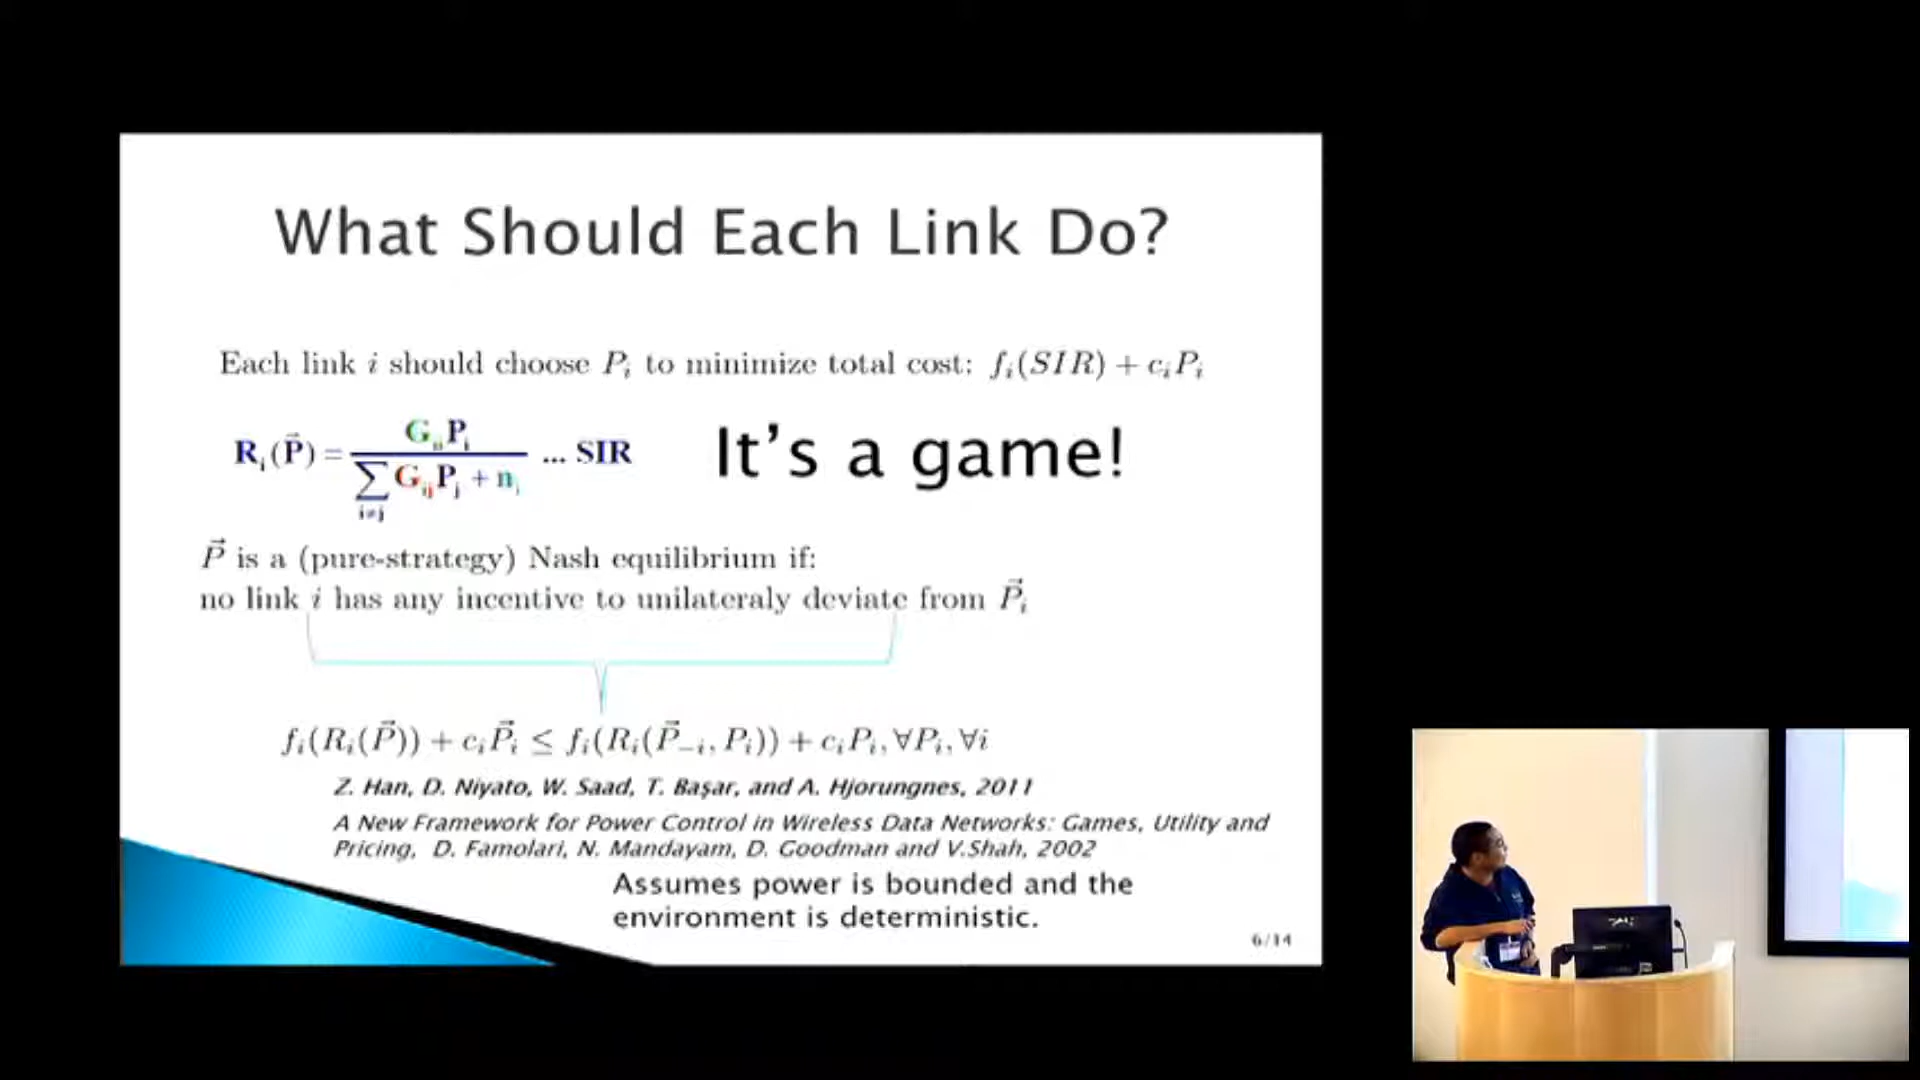 What Should Each Link Do?
Each link i should choose P_i to minimize total cost: f_i(SIR) + c_iP_i
R_i(P⃗) = G_iiP_i / (∑_{i≠j} G_ijP_j + n_i) ... SIR
It's a game!
P⃗ is a (pure-strategy) Nash equilibrium if:
no link i has any incentive to unilateraly deviate from P⃗_i
f_i(R_i(P⃗)) + c_iP⃗_i ≤ f_i(R_i(P⃗_{−i}, P_i)) + c_iP_i, ∀P_i, ∀i
Z. Han, D. Niyato, W. Saad, T. Başar, and A. Hjorungnes, 2011
A New Framework for Power Control in Wireless Data Networks: Games, Utility and
Pricing, D. Famolari, N. Mandayam, D. Goodman and V.Shah, 2002
Assumes power is bounded and the
environment is deterministic.
6/14